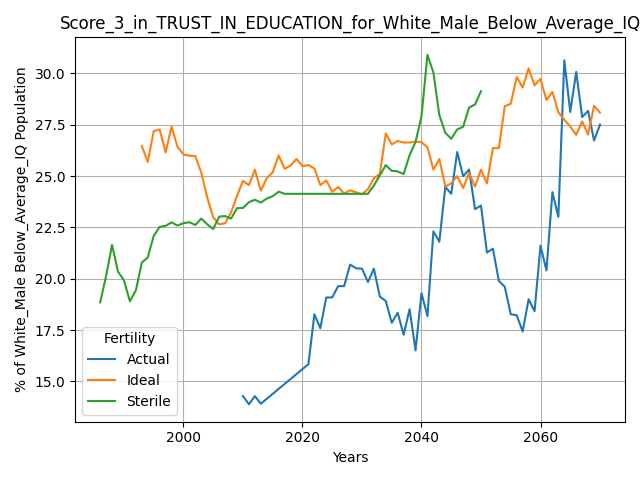 Score_3_in_TRUST_IN_EDUCATION_for_White_Male_Below_Average_IQ
% of White_Male Below_Average_IQ Population
30.0
27.5
25.0
22.5
20.0
17.5
15.0
Fertility
Actual
Ideal
Sterile
2000
2020
2040
2060
Years